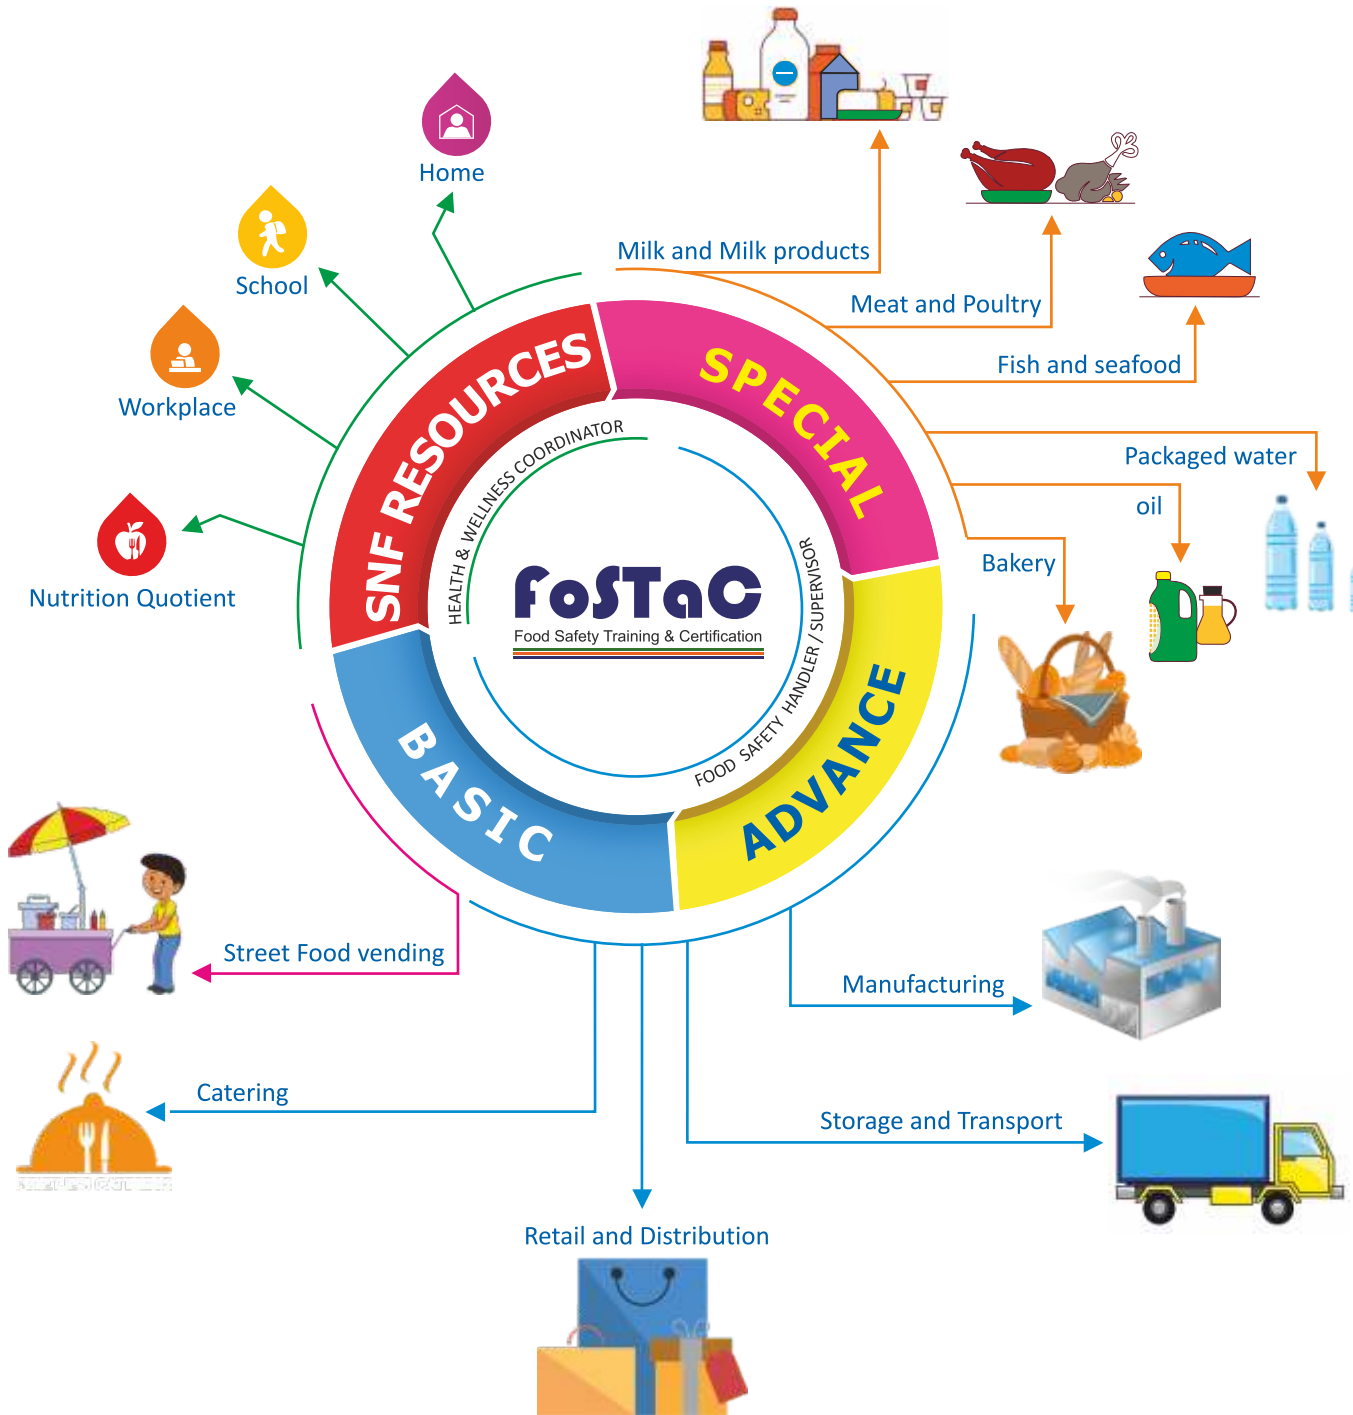 Home
School
Workplace
Nutrition Quotient
Milk and Milk products
Meat and Poultry
Fish and seafood
Packaged water
oil
Bakery
SNF RESOURCES
SPECIAL
ADVANCE
BASIC
HEALTH & WELLNESS COORDINATOR
FOOD SAFETY HANDLER / SUPERVISOR
FoSTaC
Food Safety Training & Certification
Street Food vending
Catering
Manufacturing
Storage and Transport
Retail and Distribution